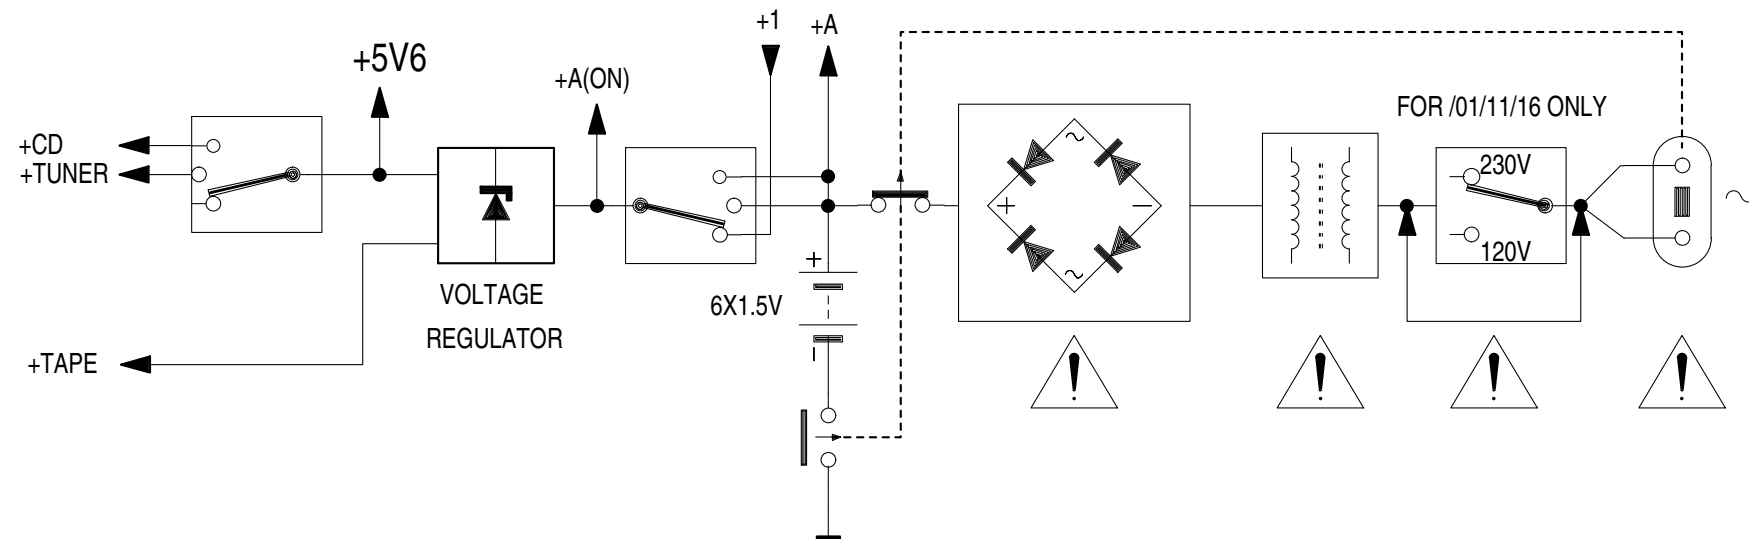 +1
+A
+5V6
+A(ON)
FOR /01/11/16 ONLY
+CD
+TUNER
230V
120V
+
−
+
6X1.5V
−
VOLTAGE
REGULATOR
+TAPE
!
!
!
!